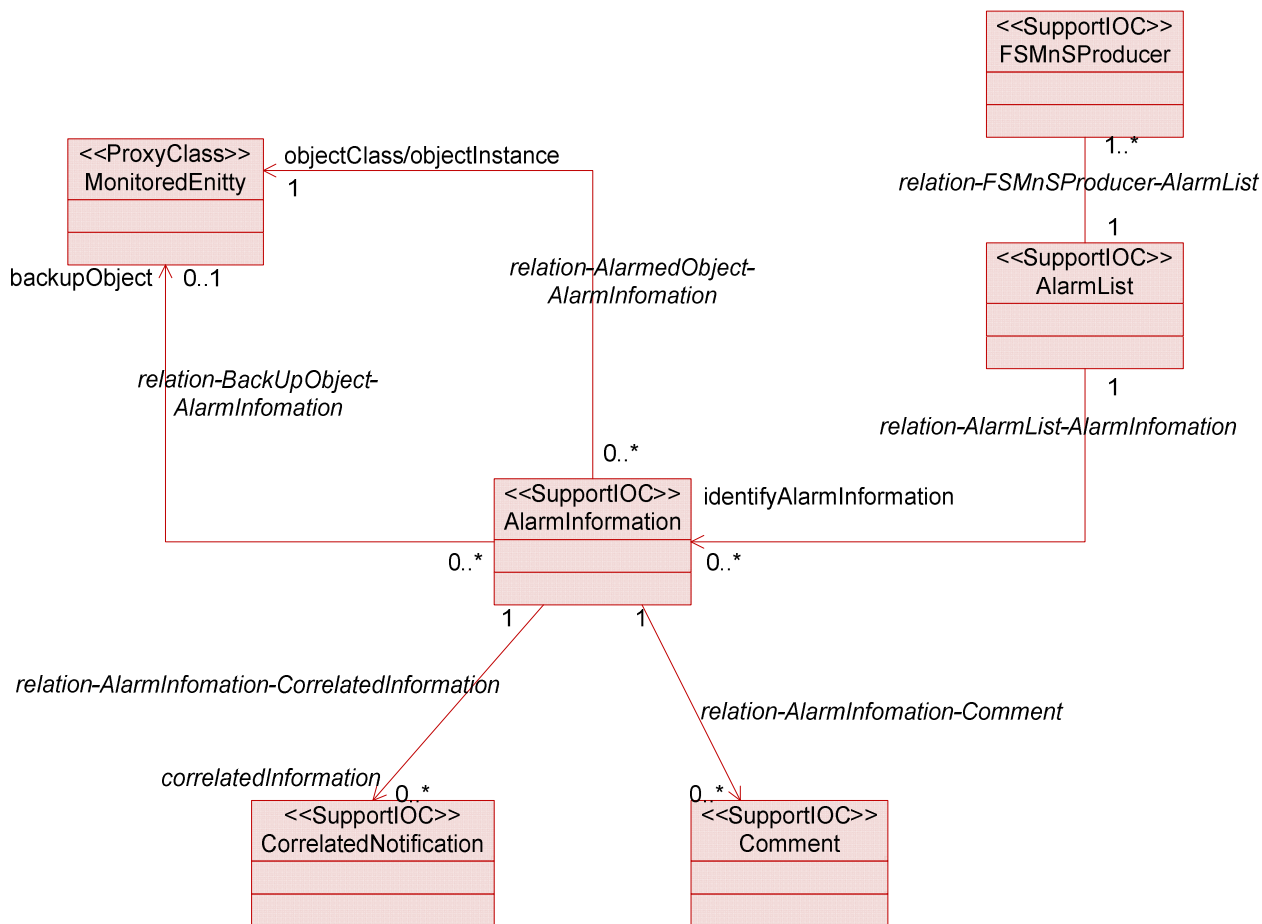 <<SupportIOC>>
FSMnSProducer
1..*
relation-FSMnSProducer-AlarmList
1
<<SupportIOC>>
AlarmList
1
relation-AlarmList-AlarmInfomation
<<ProxyClass>>
MonitoredEnitty
objectClass/objectInstance
1
backupObject
0..1
relation-AlarmedObject-
AlarmInfomation
relation-BackUpObject-
AlarmInfomation
0..*
<<SupportIOC>>
AlarmInformation
identifyAlarmInformation
0..*
0..*
1
1
relation-AlarmInfomation-CorrelatedInformation
relation-AlarmInfomation-Comment
correlatedInformation
0..*
0..*
<<SupportIOC>>
CorrelatedNotification
<<SupportIOC>>
Comment